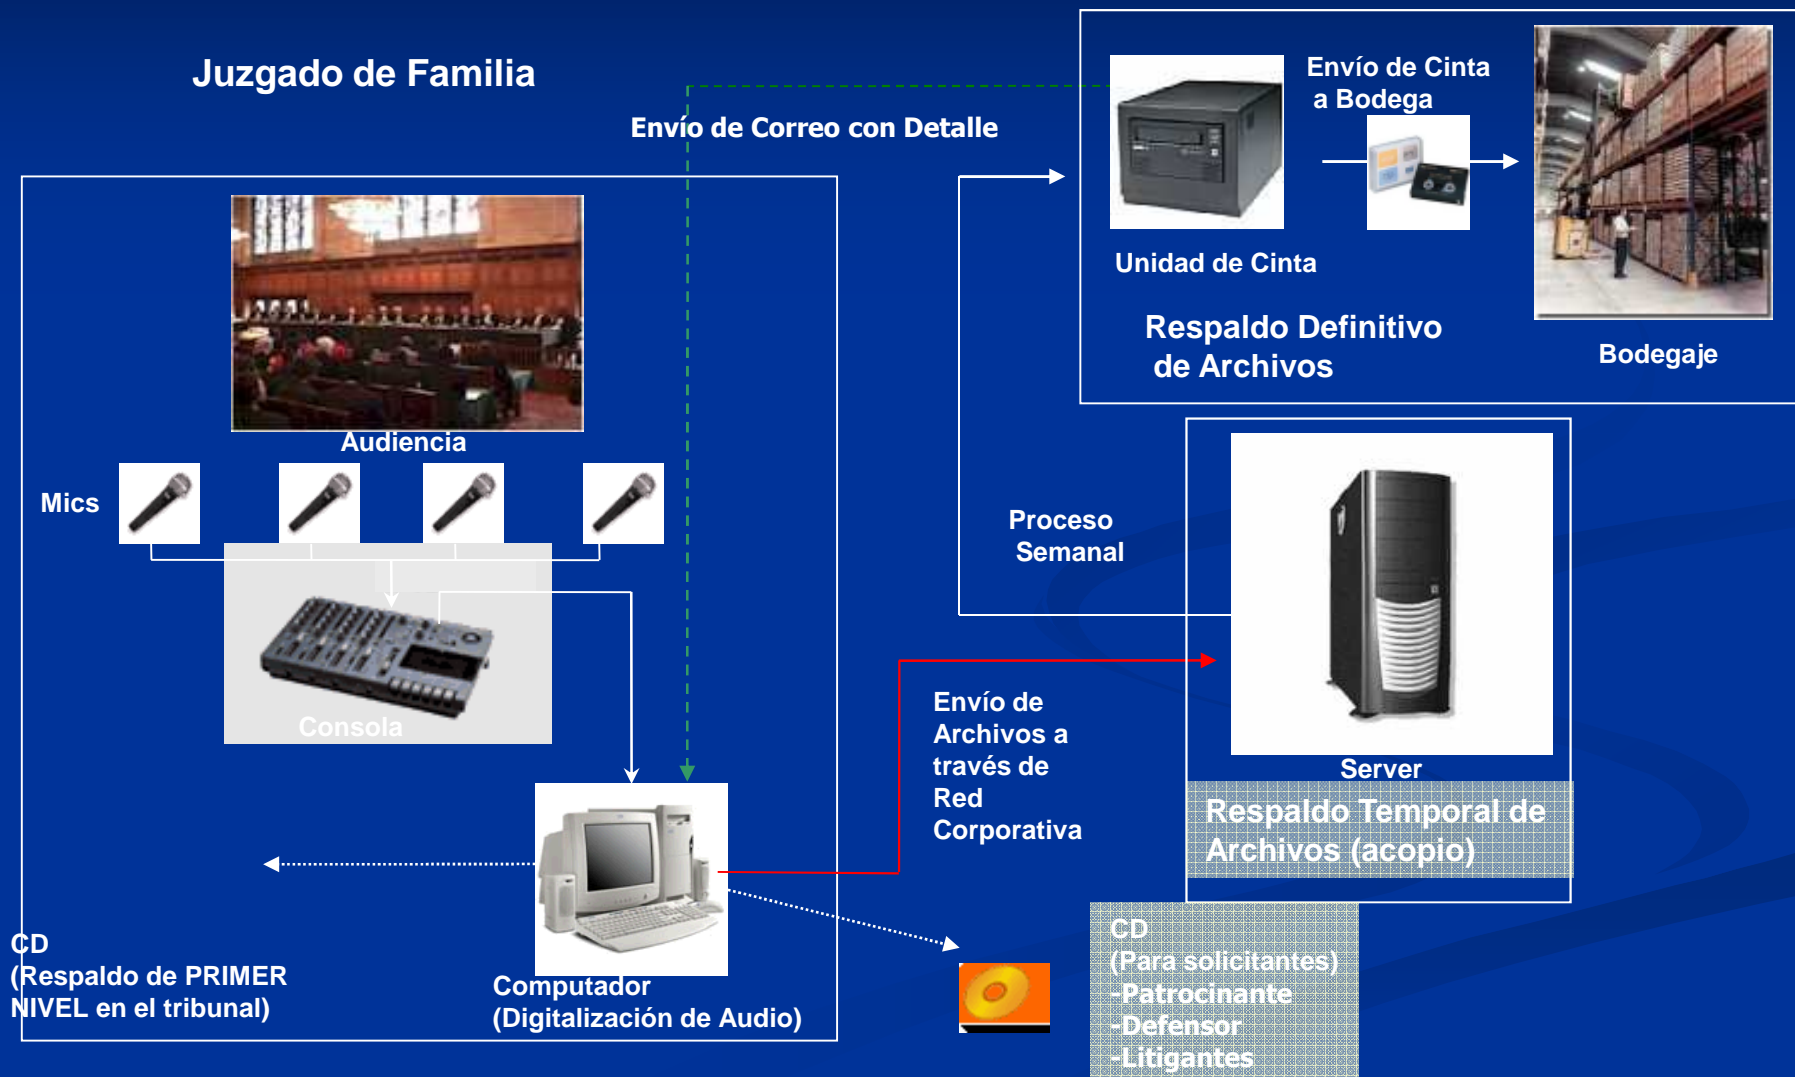 Juzgado de Familia
Envío de Correo con Detalle
Envío de Cinta
a Bodega
Unidad de Cinta
Respaldo Definitivo
de Archivos
Bodegaje
Audiencia
Mics
Consola
Proceso
Semanal
Envío de
Archivos a
través de
Red
Corporativa
Server
Respaldo Temporal de
Archivos (acopio)
CD
(Respaldo de PRIMER
NIVEL en el tribunal)
Computador
(Digitalización de Audio)
CD
(Para solicitantes)
-Patrocinante
-Defensor
-Litigantes